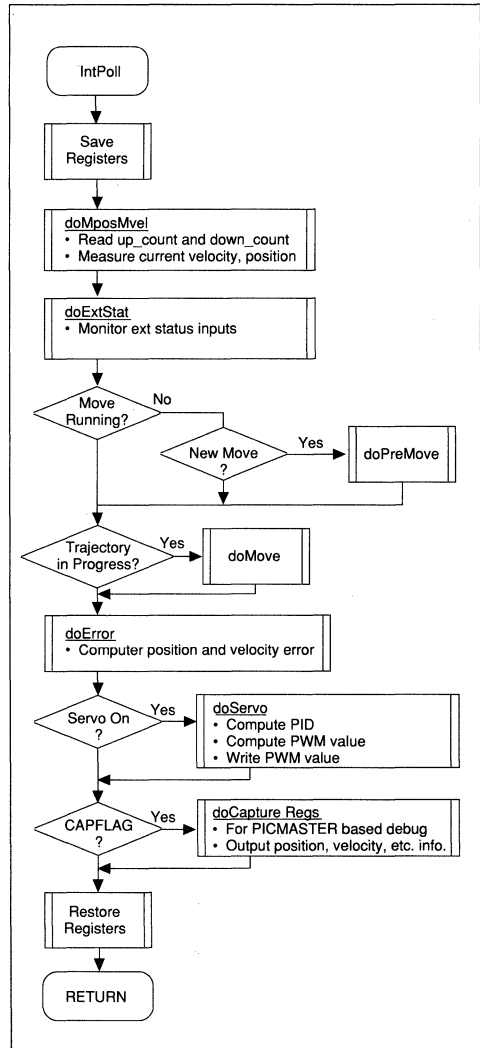 IntPoll
Save
Registers
doMposMvel
• Read up_count and down_count
• Measure current velocity, position
doExtStat
• Monitor ext status inputs
Move
Running?
No
New Move
?
Yes
doPreMove
Trajectory
in Progress?
Yes
doMove
doError
• Computer position and velocity error
Servo On
?
Yes
doServo
• Compute PID
• Compute PWM value
• Write PWM value
CAPFLAG
?
Yes
doCapture Regs
• For PICMASTER based debug
• Output position, velocity, etc. info.
Restore
Registers
RETURN